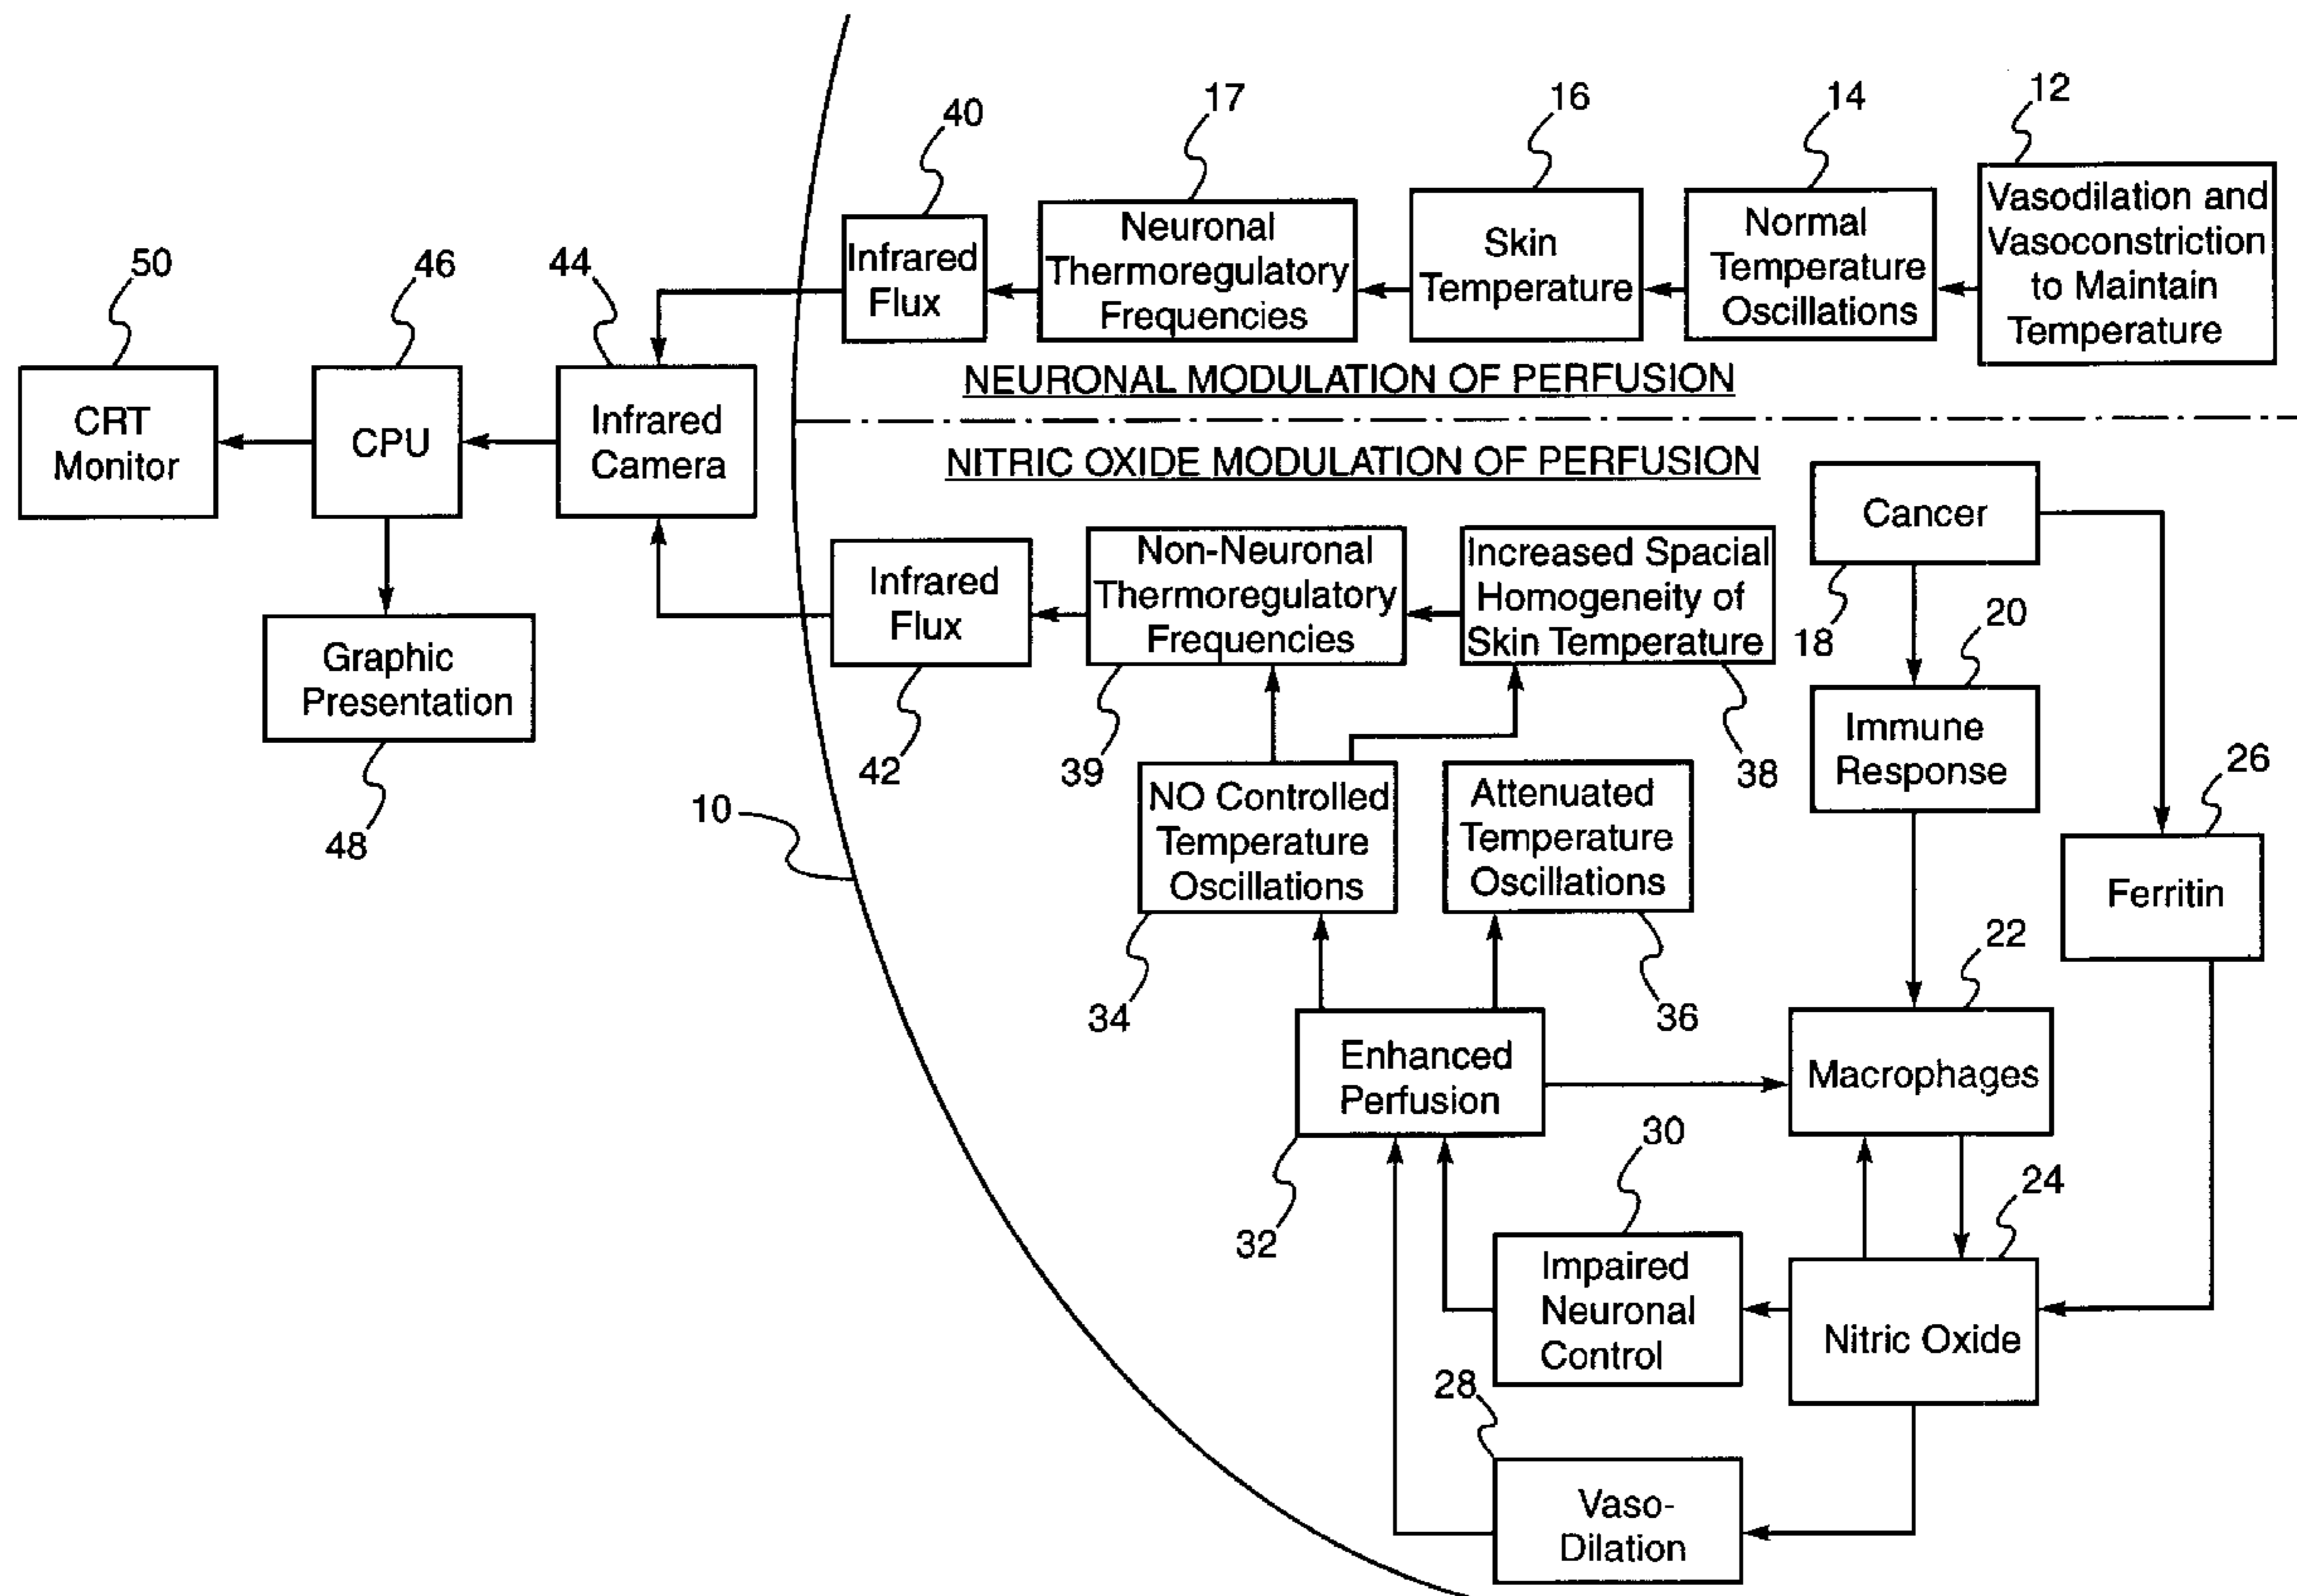 12
14
16
17
40
Vasodilation and
Vasoconstriction
to Maintain
Temperature
Normal
Temperature
Oscillations
Skin
Temperature
Neuronal
Thermoregulatory
Frequencies
Infrared
Flux
50
46
44
CRT
Monitor
CPU
Infrared
Camera
Graphic
Presentation
48
10
NEURONAL MODULATION OF PERFUSION
NITRIC OXIDE MODULATION OF PERFUSION
Cancer
18
20
Immune
Response
26
Ferritin
22
Macrophages
24
Nitric Oxide
30
Impaired
Neuronal
Control
28
Vaso-
Dilation
Enhanced
Perfusion
32
NO Controlled
Temperature
Oscillations
34
Attenuated
Temperature
Oscillations
36
Increased Spacial
Homogeneity of
Skin Temperature
38
Non-Neuronal
Thermoregulatory
Frequencies
39
Infrared
Flux
42